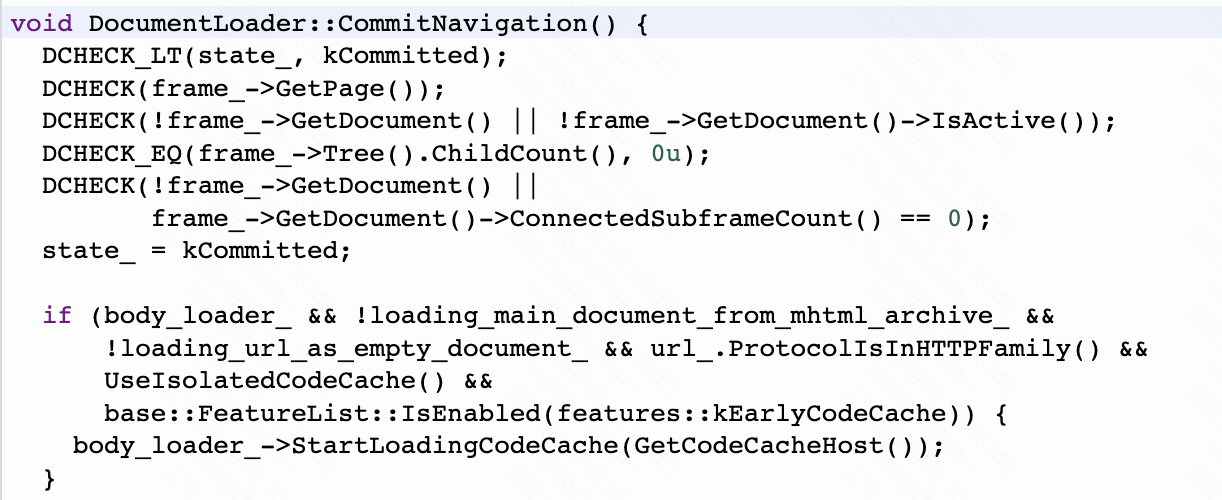 void DocumentLoader::CommitNavigation() {
  DCHECK_LT(state_, kCommitted);
  DCHECK(frame_->GetPage());
  DCHECK(!frame_->GetDocument() || !frame_->GetDocument()->IsActive());
  DCHECK_EQ(frame_->Tree().ChildCount(), 0u);
  DCHECK(!frame_->GetDocument() ||
         frame_->GetDocument()->ConnectedSubframeCount() == 0);
  state_ = kCommitted;

  if (body_loader_ && !loading_main_document_from_mhtml_archive_ &&
      !loading_url_as_empty_document_ && url_.ProtocolIsInHTTPFamily() &&
      UseIsolatedCodeCache() &&
      base::FeatureList::IsEnabled(features::kEarlyCodeCache)) {
    body_loader_->StartLoadingCodeCache(GetCodeCacheHost());
  }